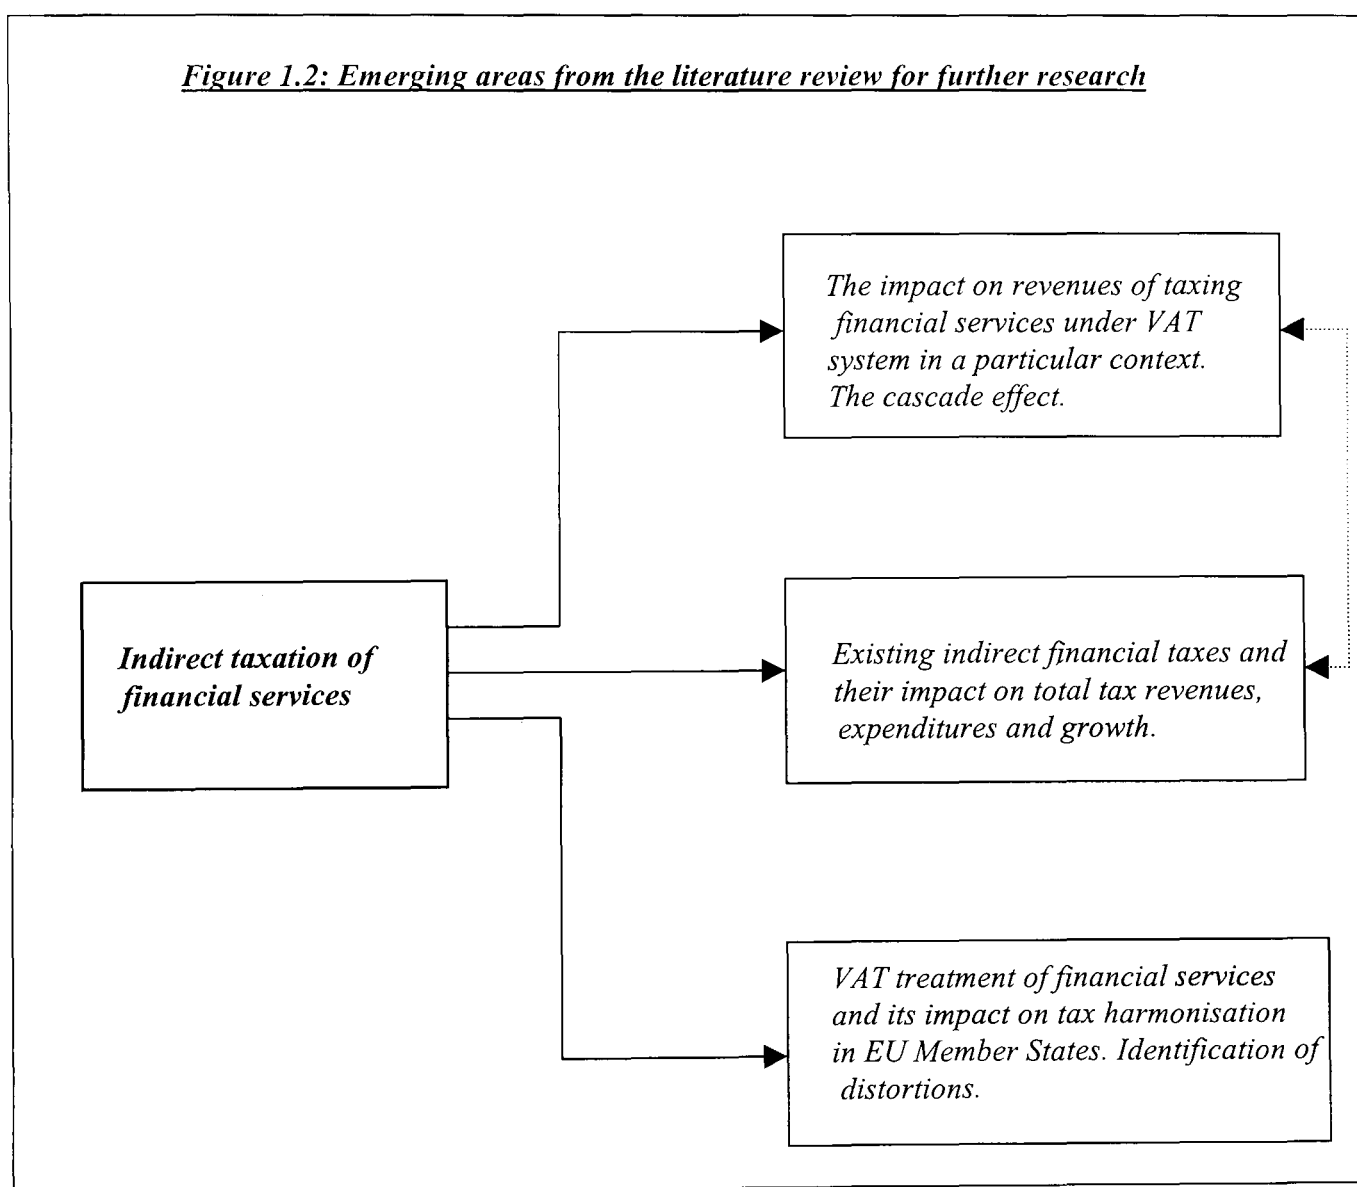 Figure 1.2: Emerging areas from the literature review for further research
The impact on revenues of taxing
financial services under VAT
system in a particular context.
The cascade effect.
Indirect taxation of
financial services
Existing indirect financial taxes and
their impact on total tax revenues,
expenditures and growth.
VAT treatment of financial services
and its impact on tax harmonisation
in EU Member States. Identification of
distortions.